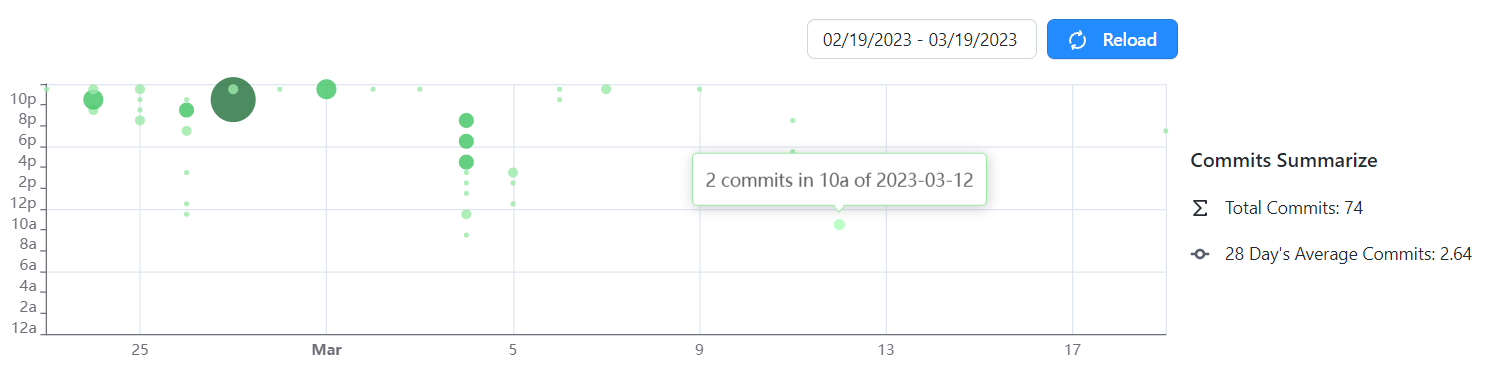 02/19/2023 - 03/19/2023
Reload
10p
8p
6p
4p
2p
12p
10a
8a
6a
4a
2a
12a
2 commits in 10a of 2023-03-12
25 Mar 5 9 13 17
Commits Summarize
Total Commits: 74
28 Day's Average Commits: 2.64